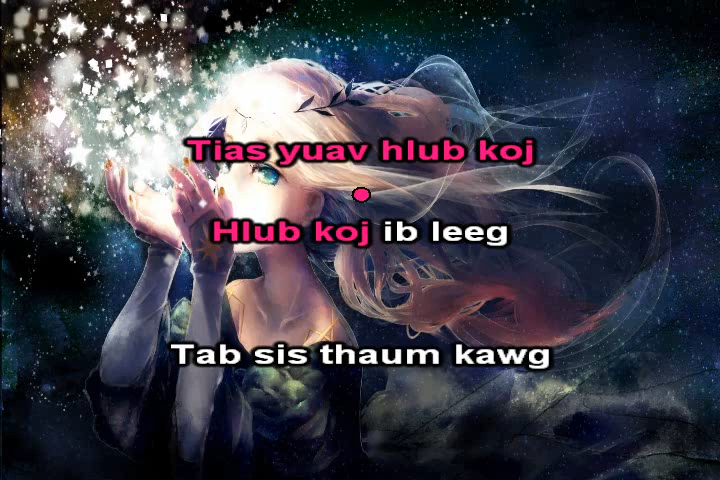 Tias yuav hlub koj
Hlub koj ib leeg
Tab sis thaum kawg